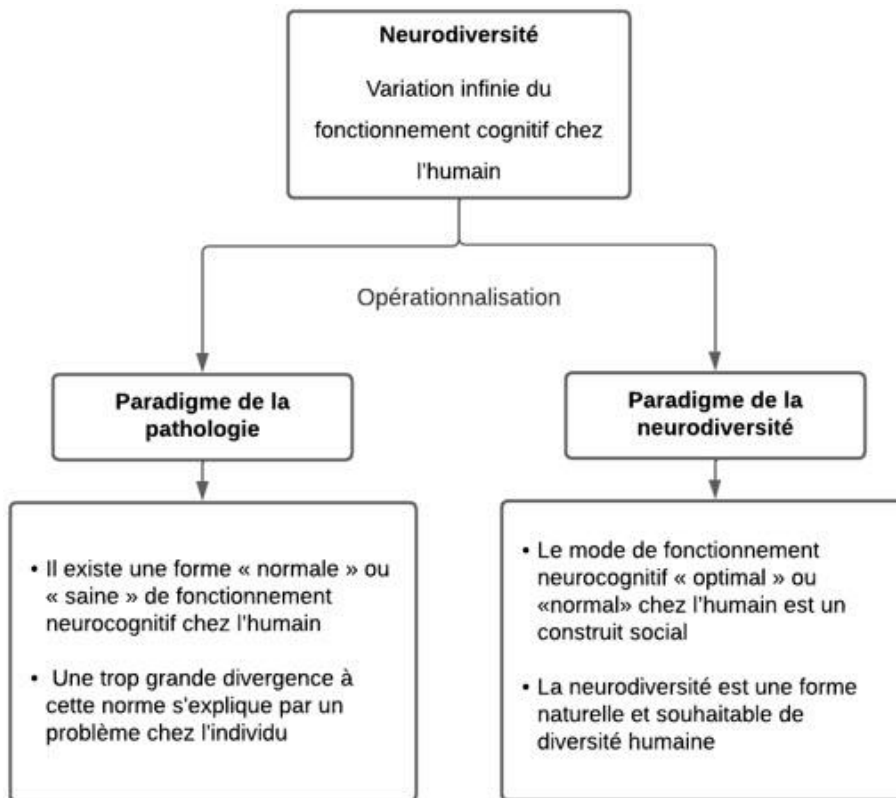 Neurodiversité
Variation infinie du
fonctionnement cognitif chez
l'humain
Opérationnalisation
Paradigme de la
pathologie
Paradigme de la
neurodiversité
• Il existe une forme « normale » ou
« saine » de fonctionnement
neurocognitif chez l'humain
• Une trop grande divergence à
cette norme s'explique par un
problème chez l'individu
• Le mode de fonctionnement
neurocognitif « optimal » ou
«normal» chez l'humain est un
construit social
• La neurodiversité est une forme
naturelle et souhaitable de
diversité humaine